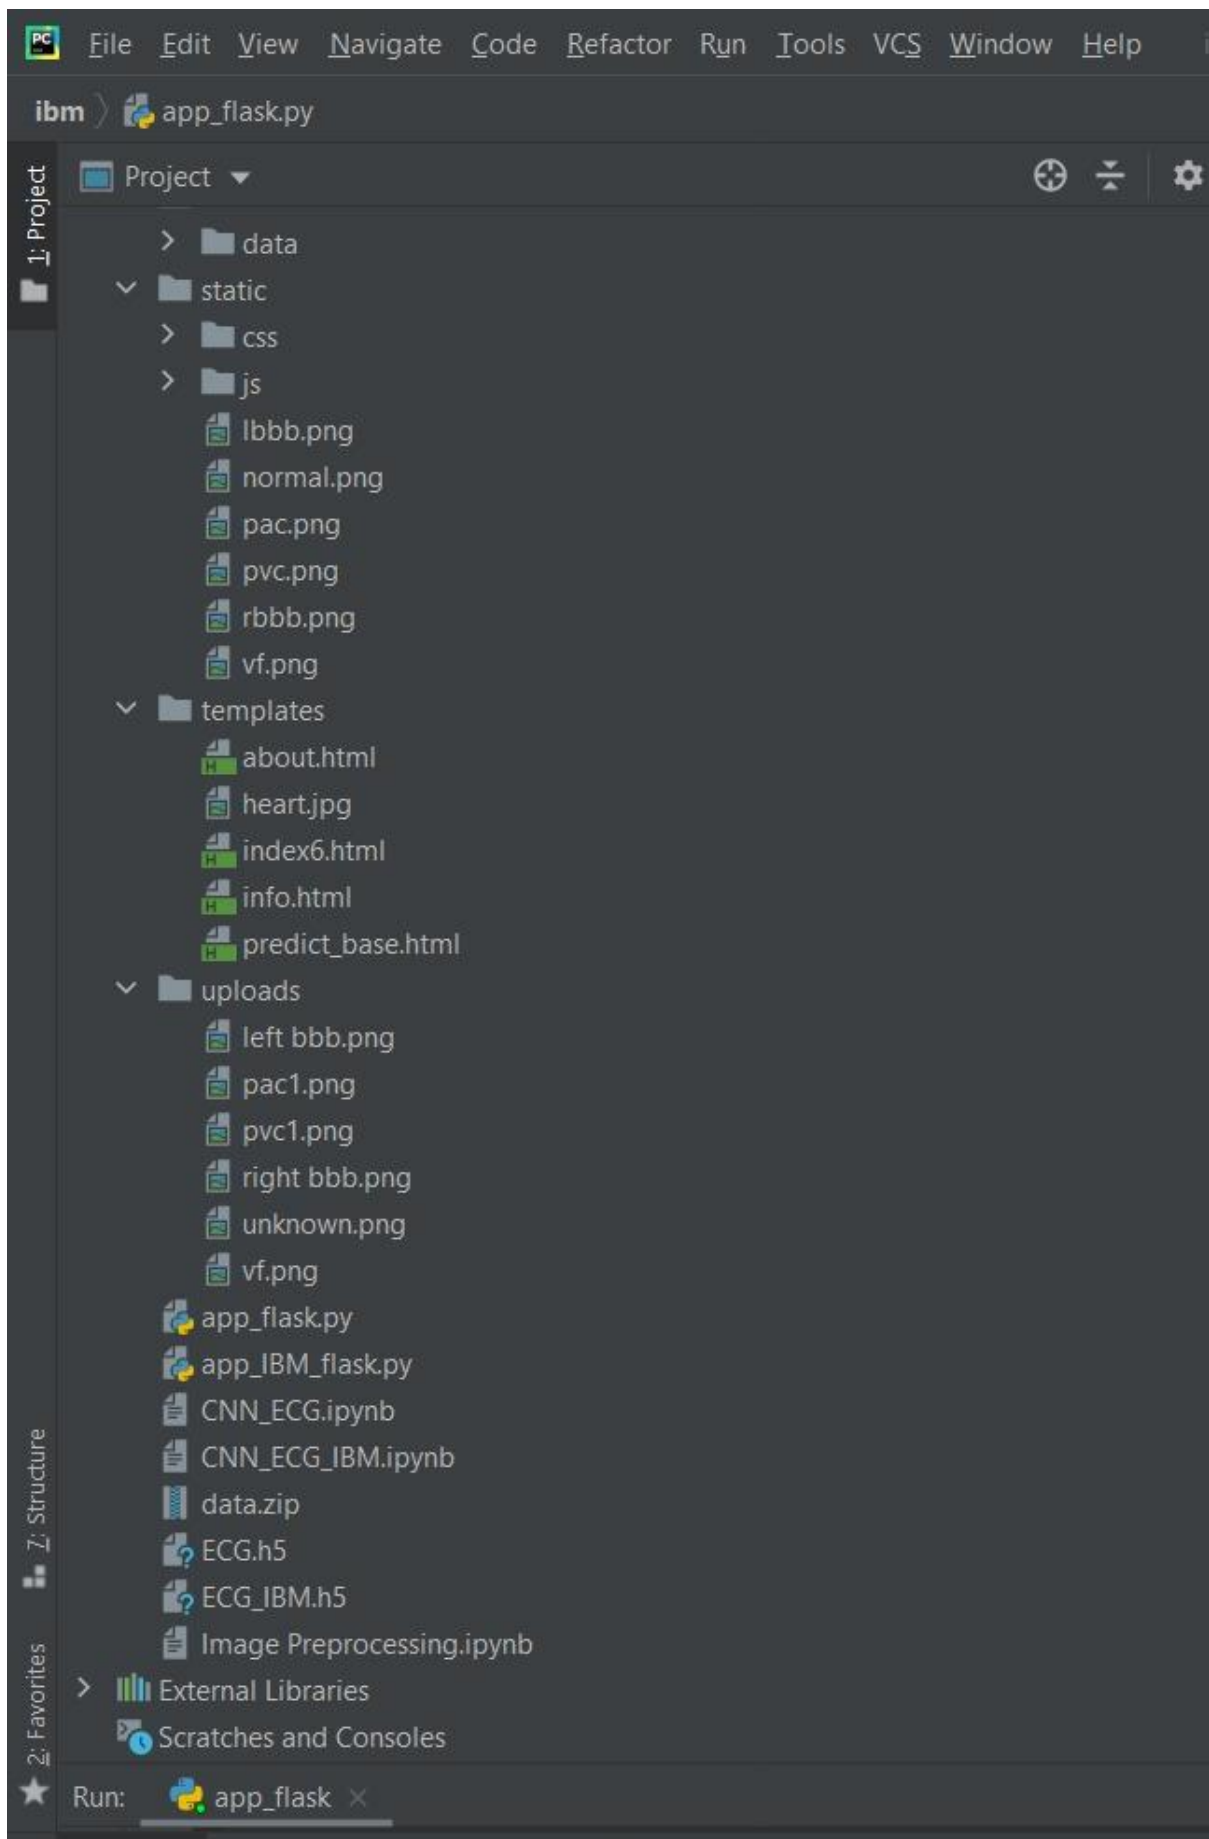 PC File Edit View Navigate Code Refactor Run Tools VCS Window Help
ibm app_flask.py
1: Project
Project
data
static
css
js
lbbb.png
normal.png
pac.png
pvc.png
rbbb.png
vf.png
templates
about.html
heart.jpg
index6.html
info.html
predict_base.html
uploads
left bbb.png
pac1.png
pvc1.png
right bbb.png
unknown.png
vf.png
app_flask.py
app_IBM_flask.py
CNN_ECG.ipynb
CNN_ECG_IBM.ipynb
data.zip
ECG.h5
ECG_IBM.h5
Image Preprocessing.ipynb
External Libraries
Scratches and Consoles
7: Structure
2: Favorites
Run: app_flask